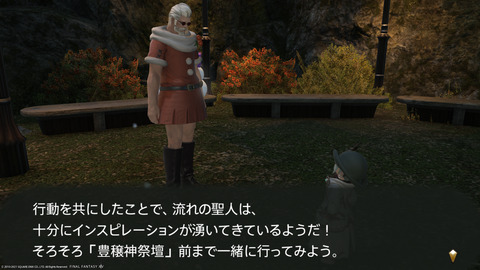 行動を共にしたことで、流れの聖人は、
十分にインスピレーションが湧いてきているようだ！
そろそろ「豊穣神祭壇」前まで一緒に行ってみよう。